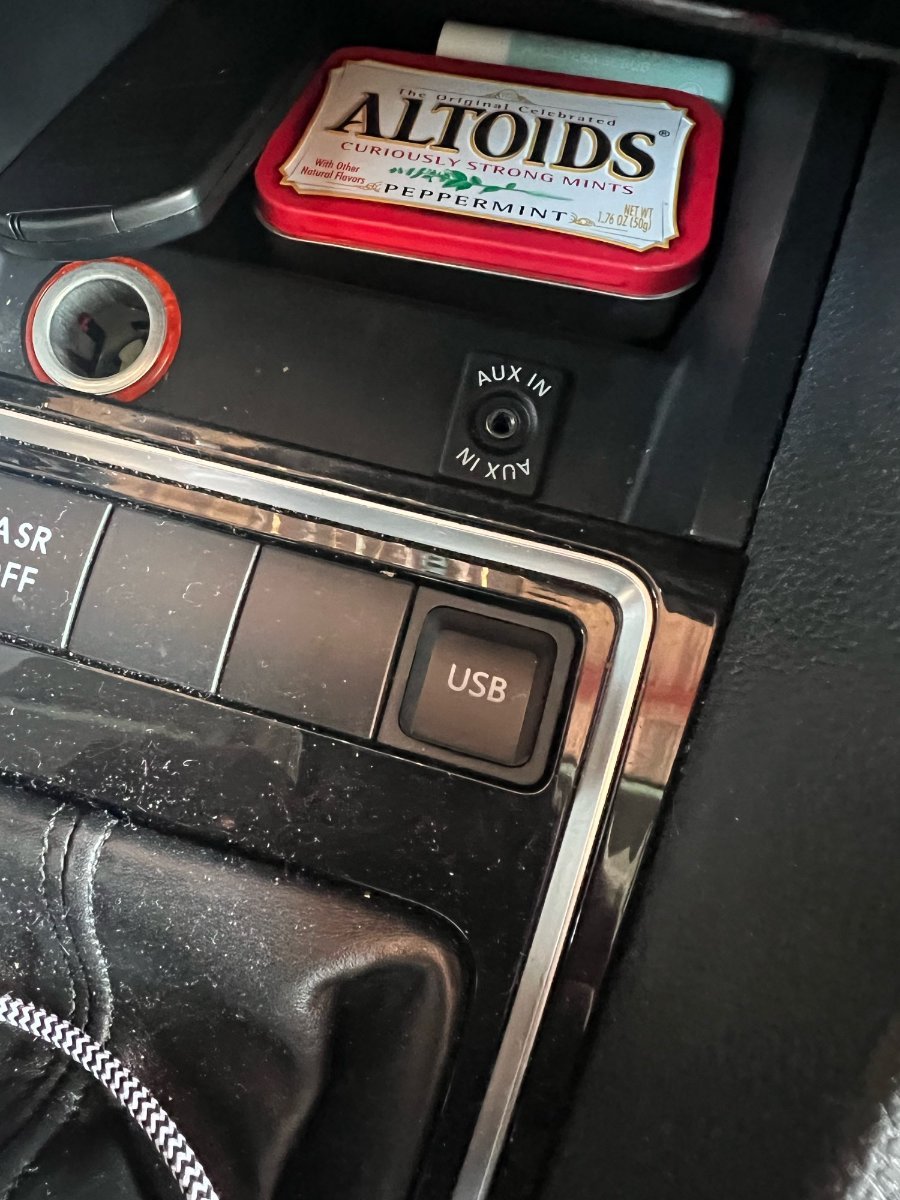 The Original Celebrated
ALTOIDS®
CURIOUSLY STRONG MINTS
With Other
Natural Flavors
PEPPERMINT
NET WT
1.76 OZ (50g)
AUX IN
AUX IN
ASR
OFF
USB